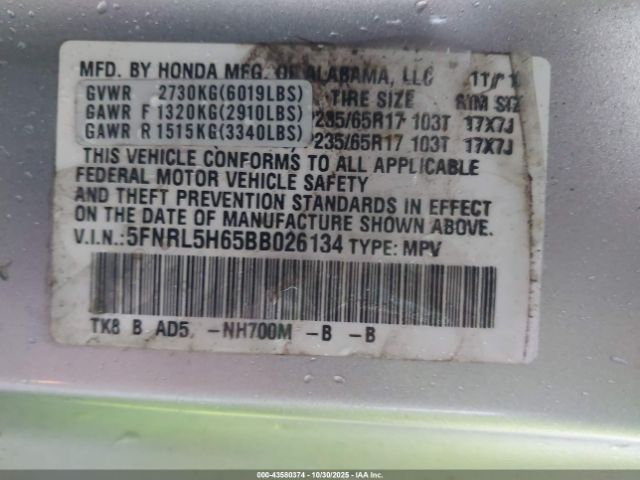 MFD. BY HONDA MFG. OF ALABAMA, LLC
GVWR 2730KG(6019LBS) TIRE SIZE RIM SIZ
GAWR F 1320KG(2910LBS) P235/65R17 103T 17X7J
GAWR R 1515KG(3340LBS) P235/65R17 103T 17X7J
THIS VEHICLE CONFORMS TO ALL APPLICABLE
FEDERAL MOTOR VEHICLE SAFETY
AND THEFT PREVENTION STANDARDS IN EFFECT
ON THE DATE OF MANUFACTURE SHOWN ABOVE.
V.I.N.:5FNRL5H65BB026134 TYPE: MPV
TK8 B AD5 -NH700M -B -B
000-43580374 | 10/30/2025 - Copyright © IAA, Inc.